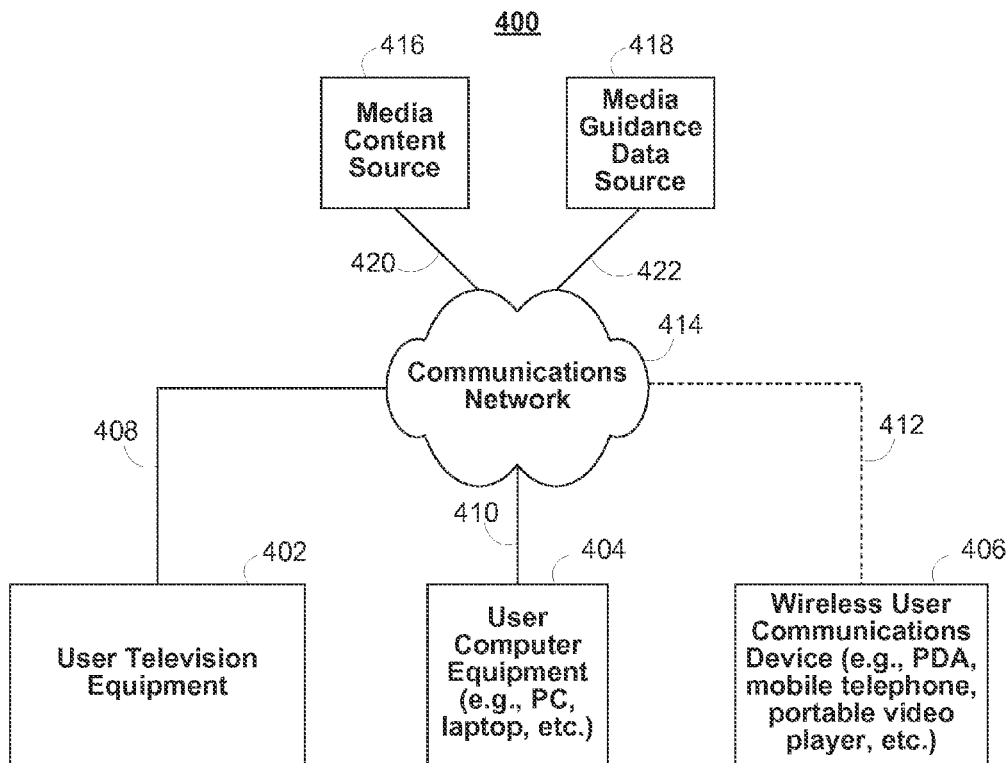 400
416
418
Media
Content
Source
Media
Guidance
Data
Source
420
422
414
Communications
Network
408
412
410
402
404
406
User Television
Equipment
User
Computer
Equipment
(e.g., PC,
laptop, etc.)
Wireless User
Communications
Device (e.g., PDA,
mobile telephone,
portable video
player, etc.)